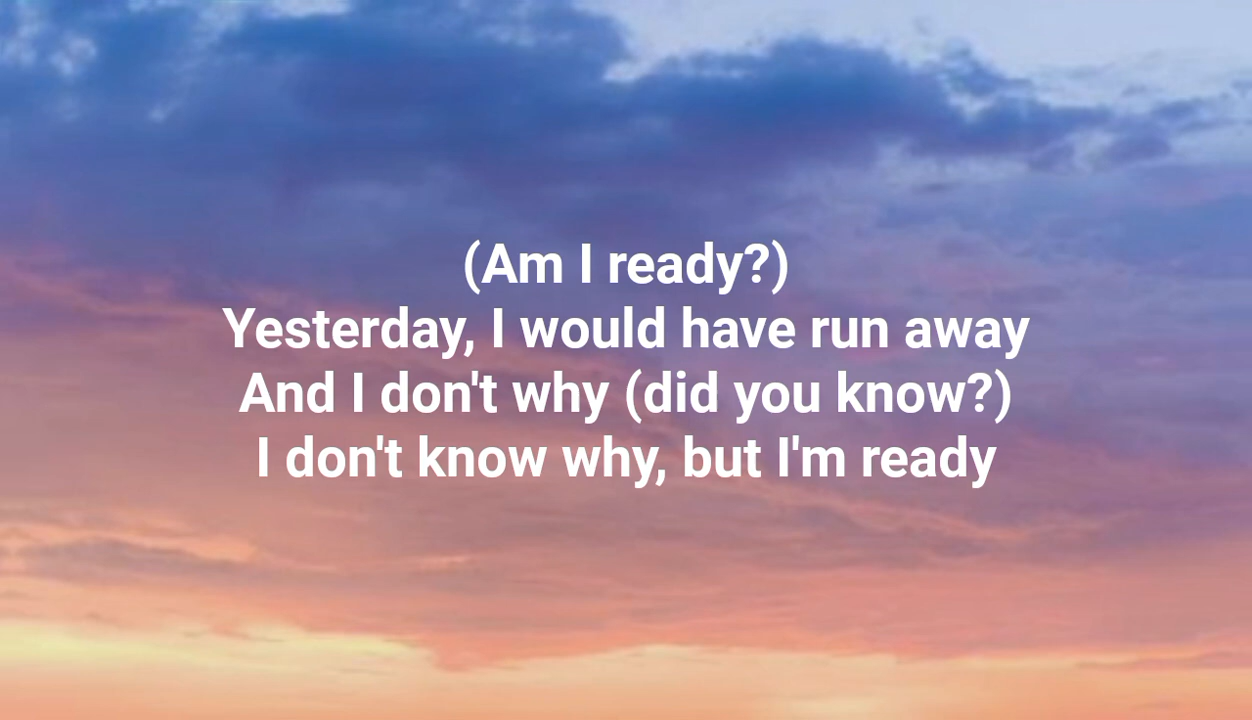 (Am I ready?)
Yesterday, I would have run away
And I don't why (did you know?)
I don't know why, but I'm ready